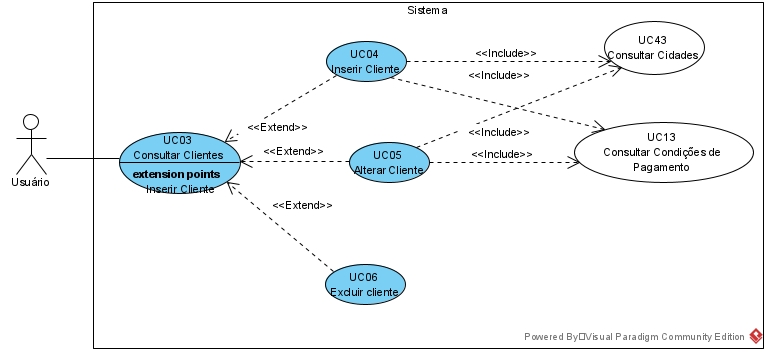 Sistema
UC04
Inserir Cliente
<<Include>>
UC43
Consultar Cidades
<<Include>>
<<Extend>>
UC03
Consultar Clientes
extension points
Inserir Cliente
Usuário
<<Extend>>
UC05
Alterar Cliente
<<Include>>
<<Include>>
UC13
Consultar Condições de
Pagamento
<<Extend>>
UC06
Excluir cliente
Powered By□Visual Paradigm Community Edition